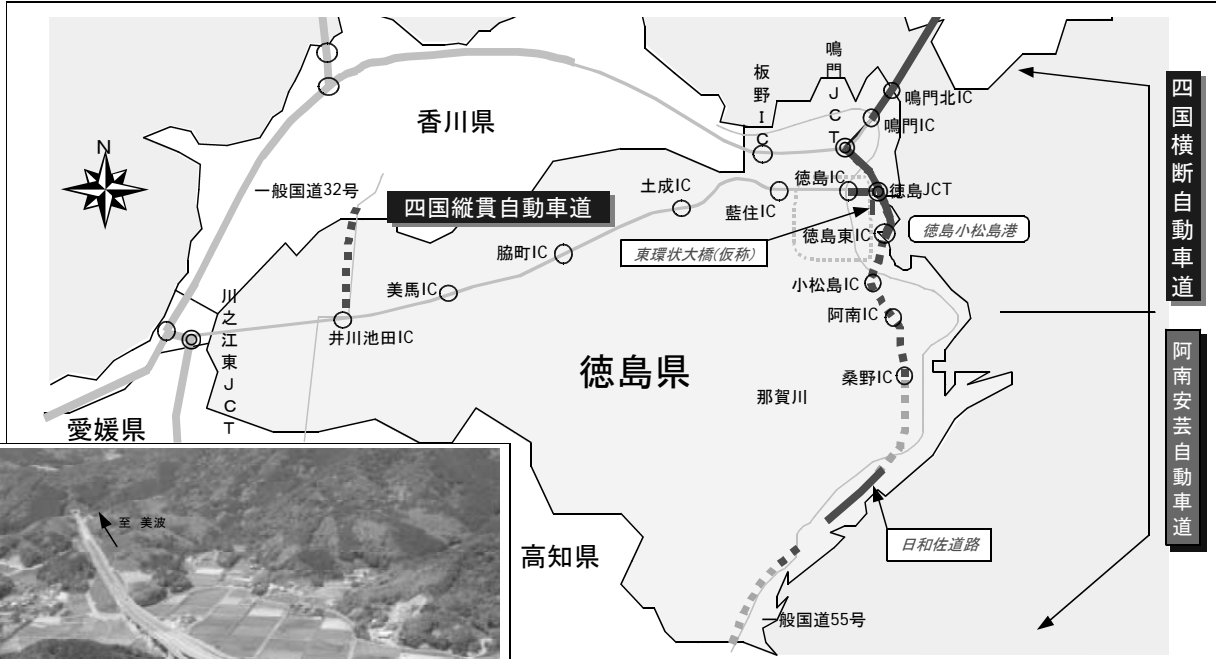 鳴門JCT
板野IC
鳴門北IC
鳴門IC
香川県
N
一般国道32号
四国縦貫自動車道
土成IC
徳島IC
徳島JCT
藍住IC
徳島東IC
徳島小松島港
東環状大橋(仮称)
脇町IC
小松島IC
美馬IC
阿南IC
井川池田IC
川之江東JCT
徳島県
桑野IC
那賀川
愛媛県
四国横断自動車道
阿南安芸自動車道
至 美波
高知県
日和佐道路
一般国道55号